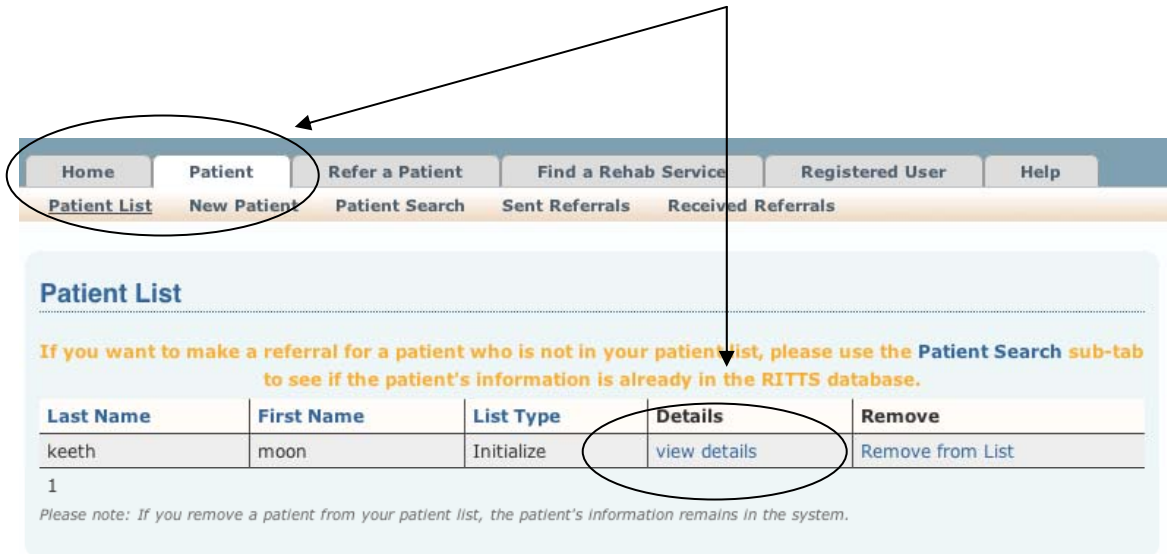 Home Patient Refer a Patient Find a Rehab Service Registered User Help
Patient List New Patient Patient Search Sent Referrals Received Referrals
Patient List
If you want to make a referral for a patient who is not in your patient list, please use the Patient Search sub-tab
to see if the patient's information is already in the RITTS database.
Last Name First Name List Type Details Remove
keeth moon Initialize view details Remove from List
1
Please note: If you remove a patient from your patient list, the patient's information remains in the system.